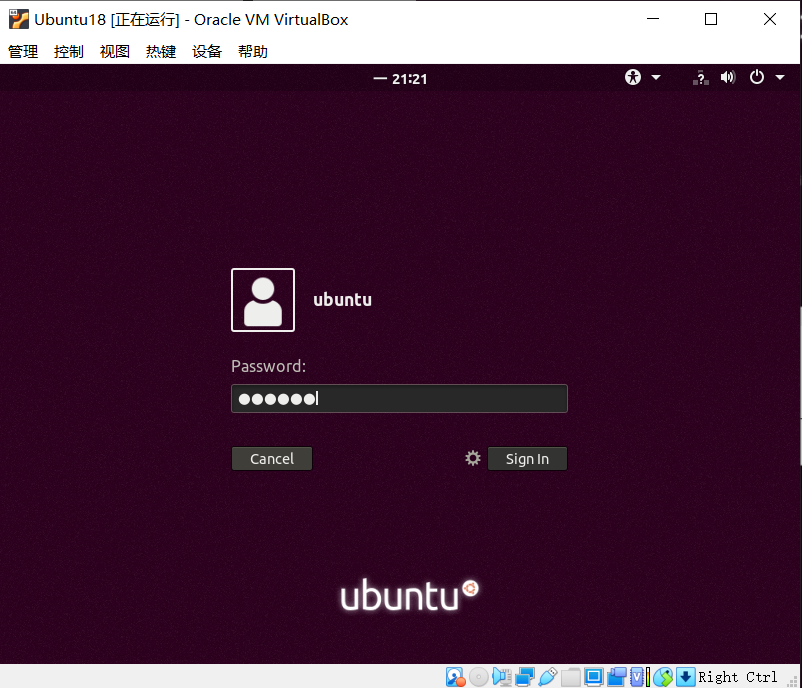 Ubuntu18 [正在运行] - Oracle VM VirtualBox
管理 控制 视图 热键 设备 帮助
— 21:21
ubuntu
Password:
●●●●●●
Cancel Sign In
ubuntu
Right Ctrl